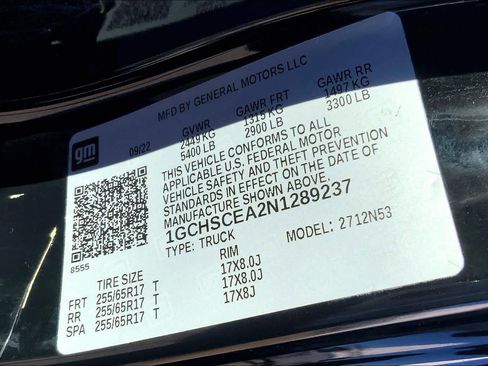 MFD BY GENERAL MOTORS LLC
gm
09/22
GVWR GAWR FRT GAWR RR
2449 KG 1315 KG 1497 KG
5400 LB 2900 LB 3300 LB
THIS VEHICLE CONFORMS TO ALL
APPLICABLE U.S. FEDERAL MOTOR
VEHICLE SAFETY AND THEFT PREVENTION
STANDARDS IN EFFECT ON THE DATE OF
MANUFACTURE SHOWN ABOVE.
1GCHSCEA2N1289237
TYPE: TRUCK MODEL: 2712N53
8555
TIRE SIZE RIM
FRT 255/65R17 T 17X8.0J
RR 255/65R17 T 17X8.0J
SPA 255/65R17 T 17X8J